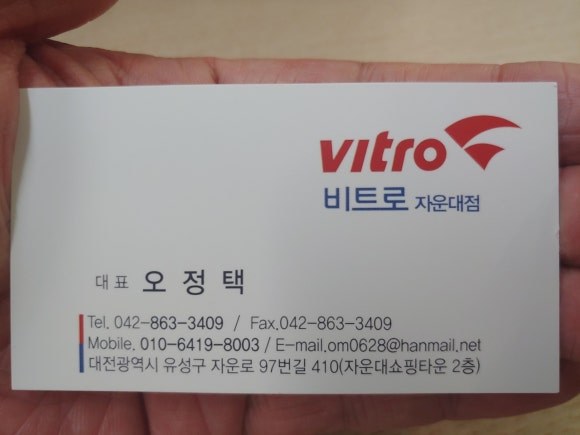 vitro
비트로 자운대점
대표 오정택
Tel. 042-863-3409 / Fax.042-863-3409
Mobile. 010-6419-8003 / E-mail.om0628@hanmail.net
대전광역시 유성구 자운로 97번길 410(자운대쇼핑타운 2층)